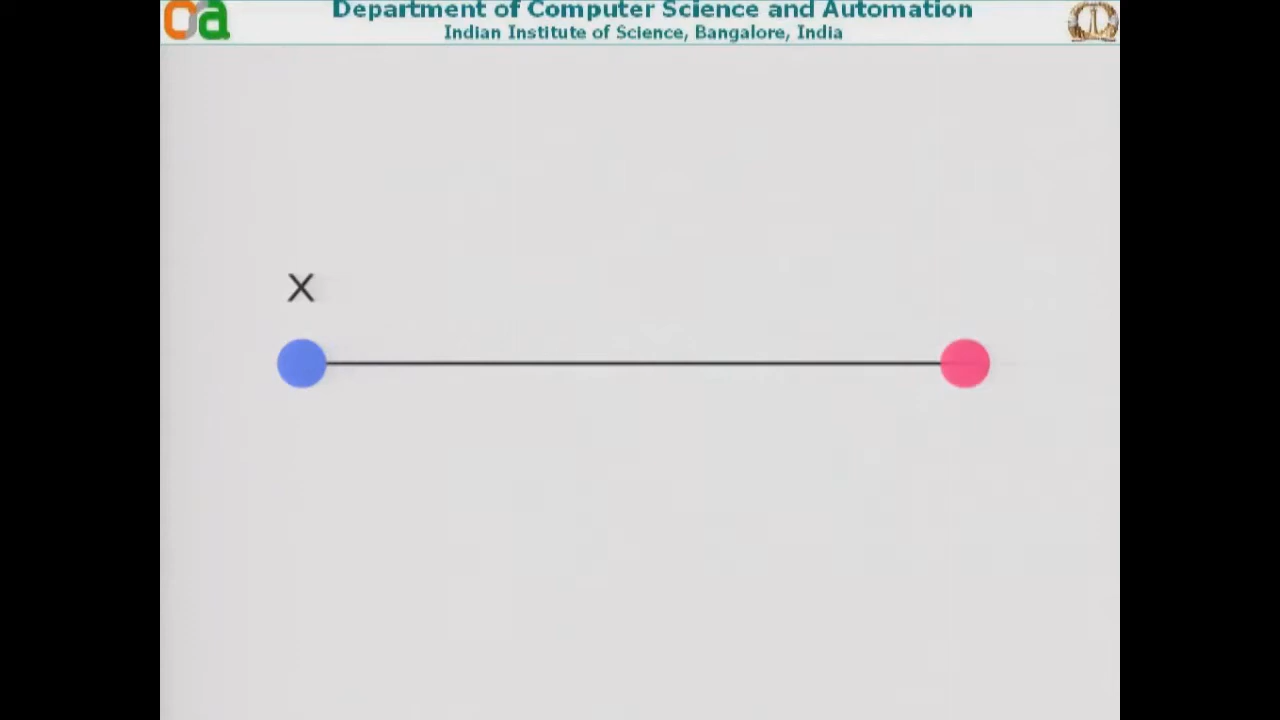 Department of Computer Science and Automation
Indian Institute of Science, Bangalore, India
X